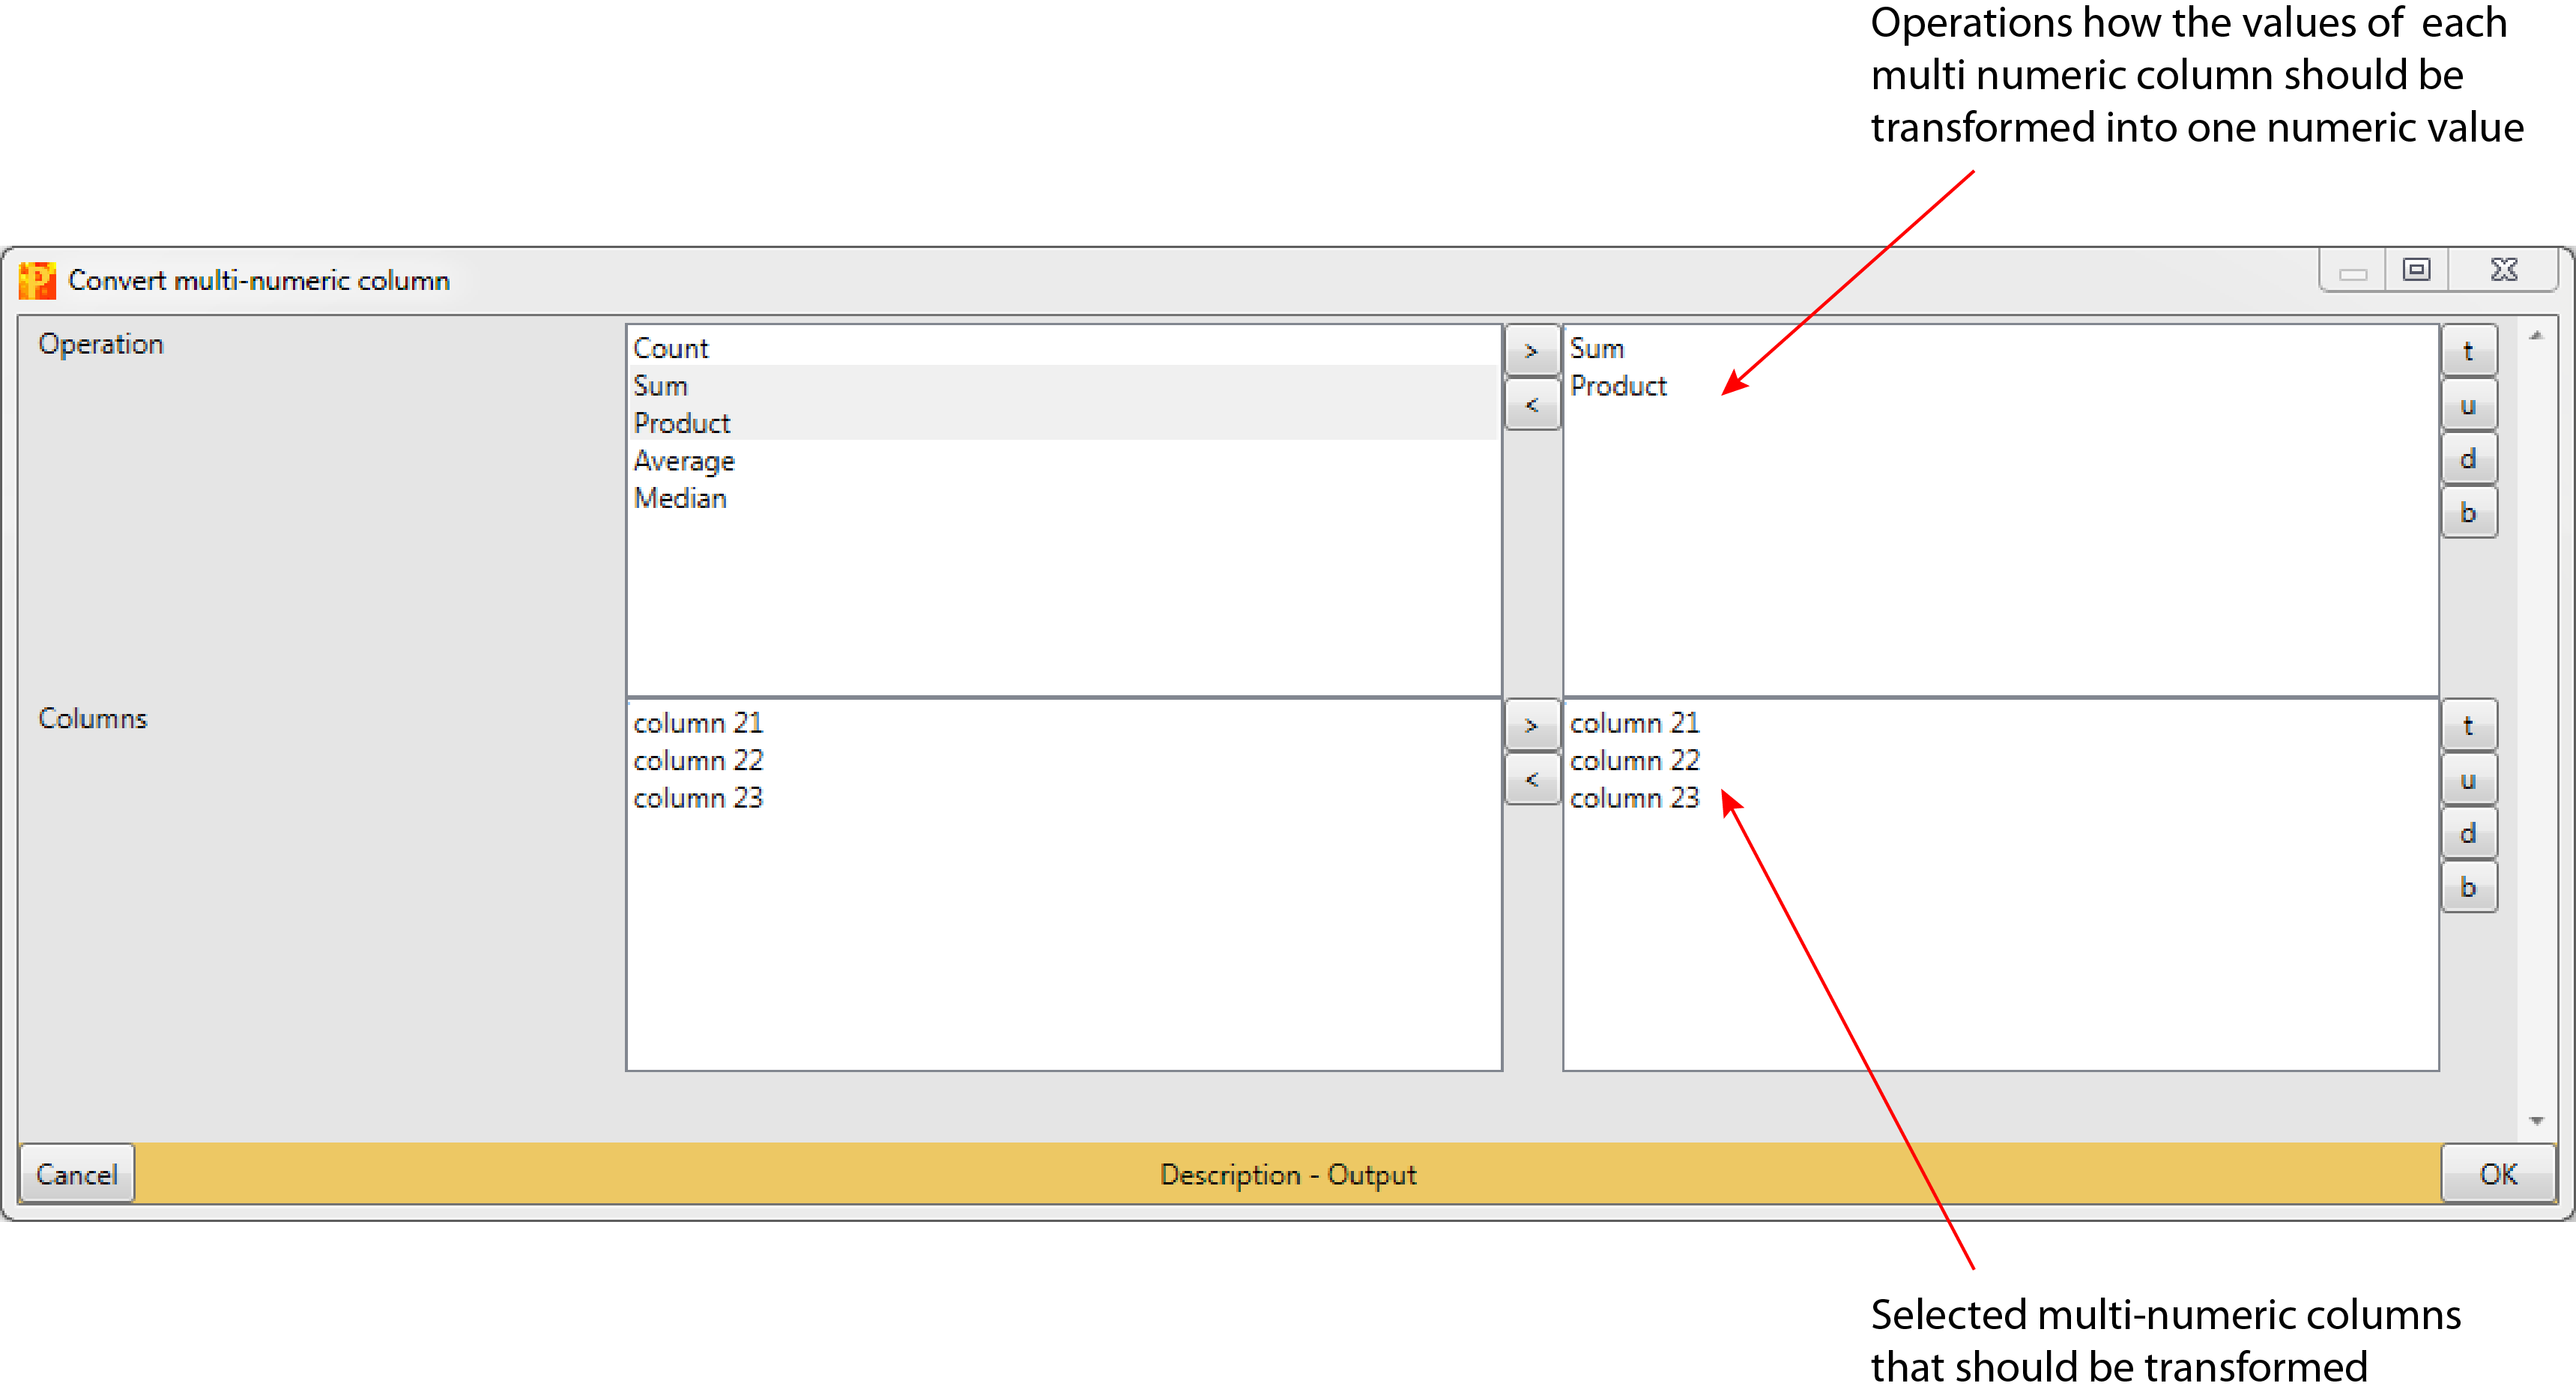 Operations how the values of each
multi numeric column should be
transformed into one numeric value
P Convert multi-numeric column
Operation
Count
Sum
Product
Average
Median
>
<
Sum
Product
t
u
d
b
Columns
column 21
column 22
column 23
>
<
column 21
column 22
column 23
t
u
d
b
Cancel
Description - Output
OK
Selected multi-numeric columns
that should be transformed